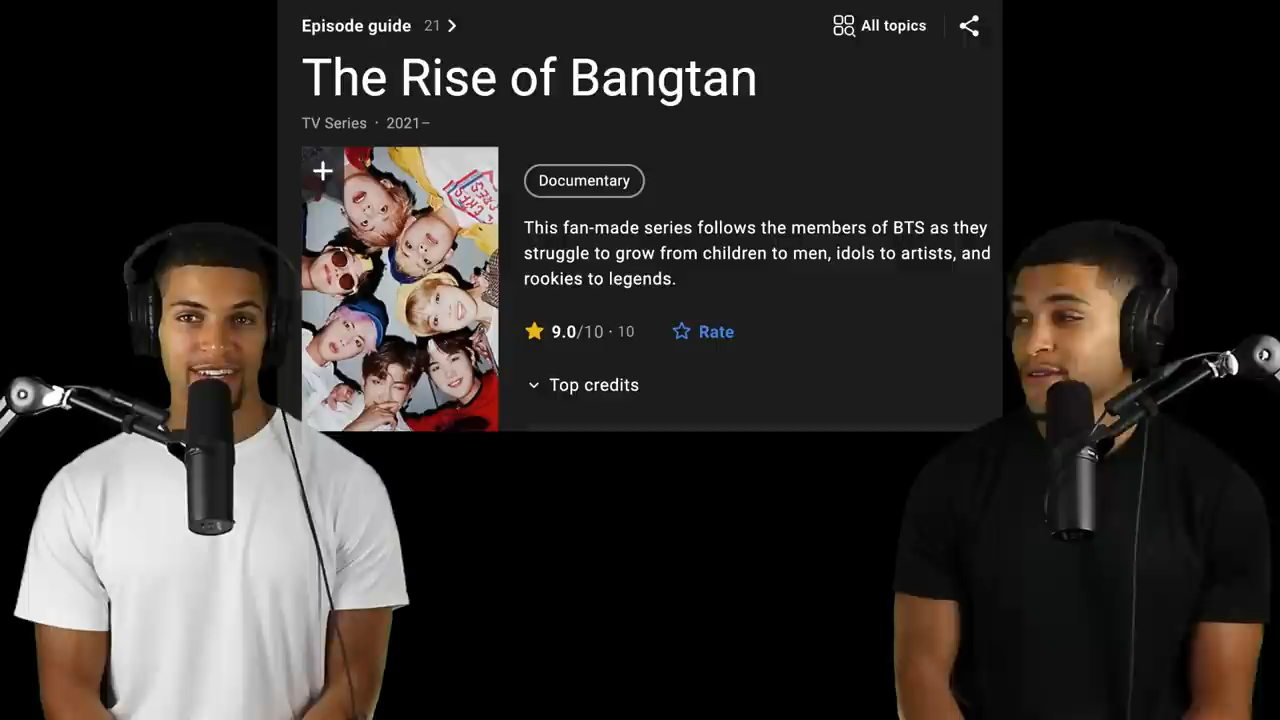 Episode guide 21
All topics
The Rise of Bangtan
TV Series · 2021–
Documentary
This fan-made series follows the members of BTS as they
struggle to grow from children to men, idols to artists, and
rookies to legends.
9.0/10 · 10 Rate
Top credits